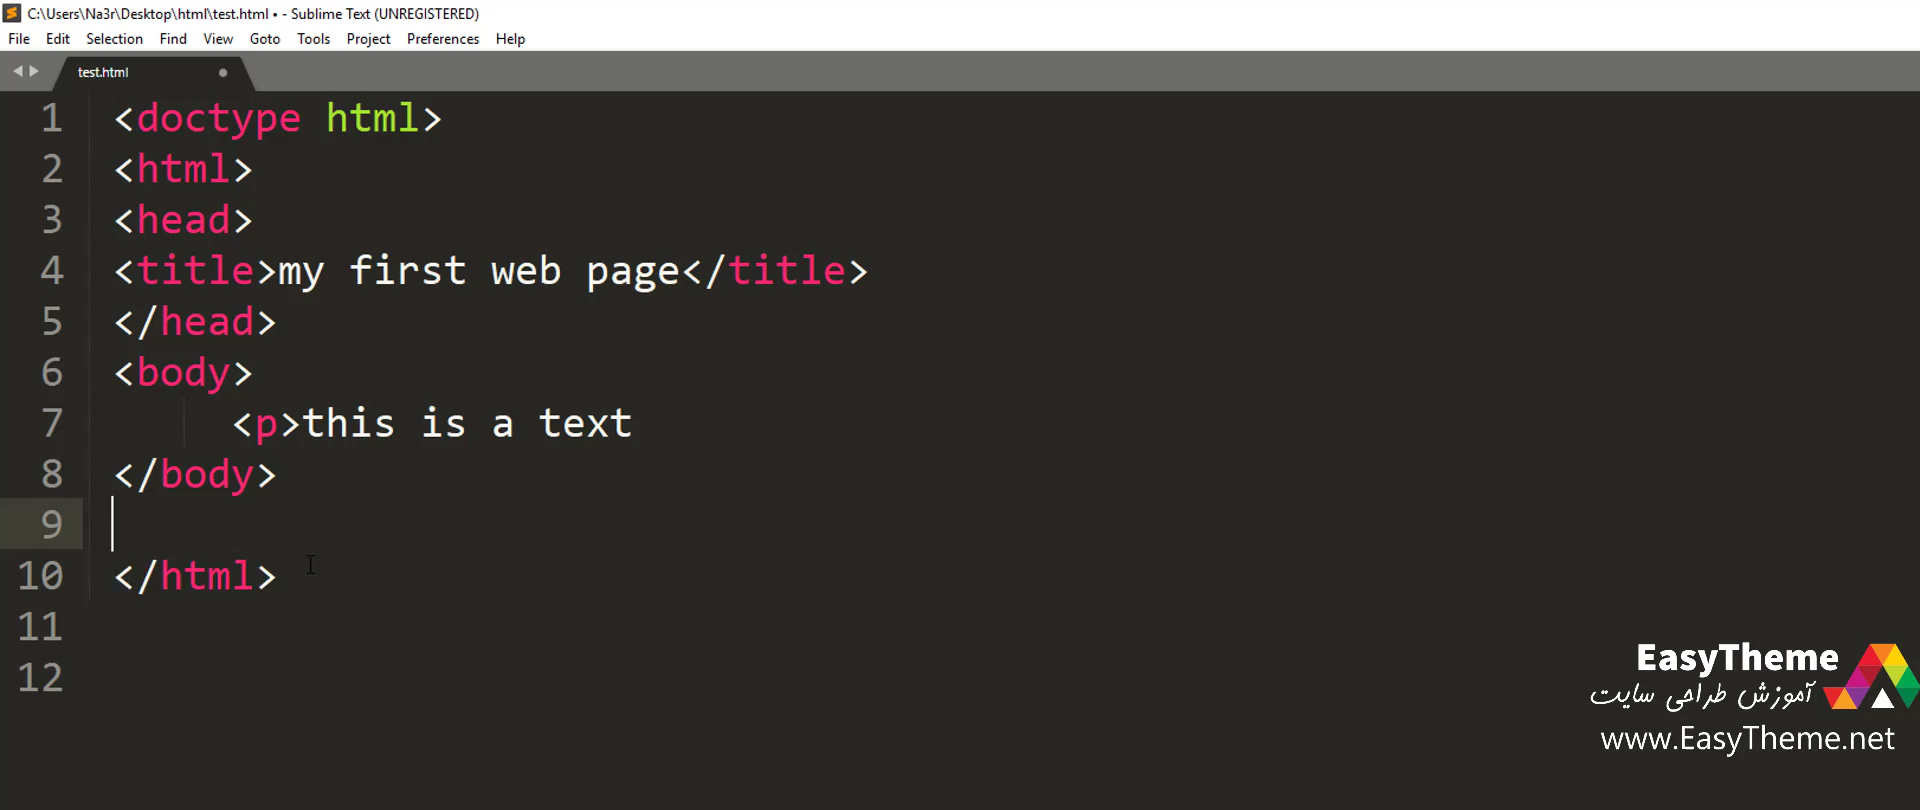 C:\Users\Na3r\Desktop\html\test.html • - Sublime Text (UNREGISTERED)
File Edit Selection Find View Goto Tools Project Preferences Help
test.html
1 <doctype html>
2 <html>
3 <head>
4 <title>my first web page</title>
5 </head>
6 <body>
7 <p>this is a text
8 </body>
9
10 </html>
11
12
EasyTheme
آموزش طراحی سایت
www.EasyTheme.net